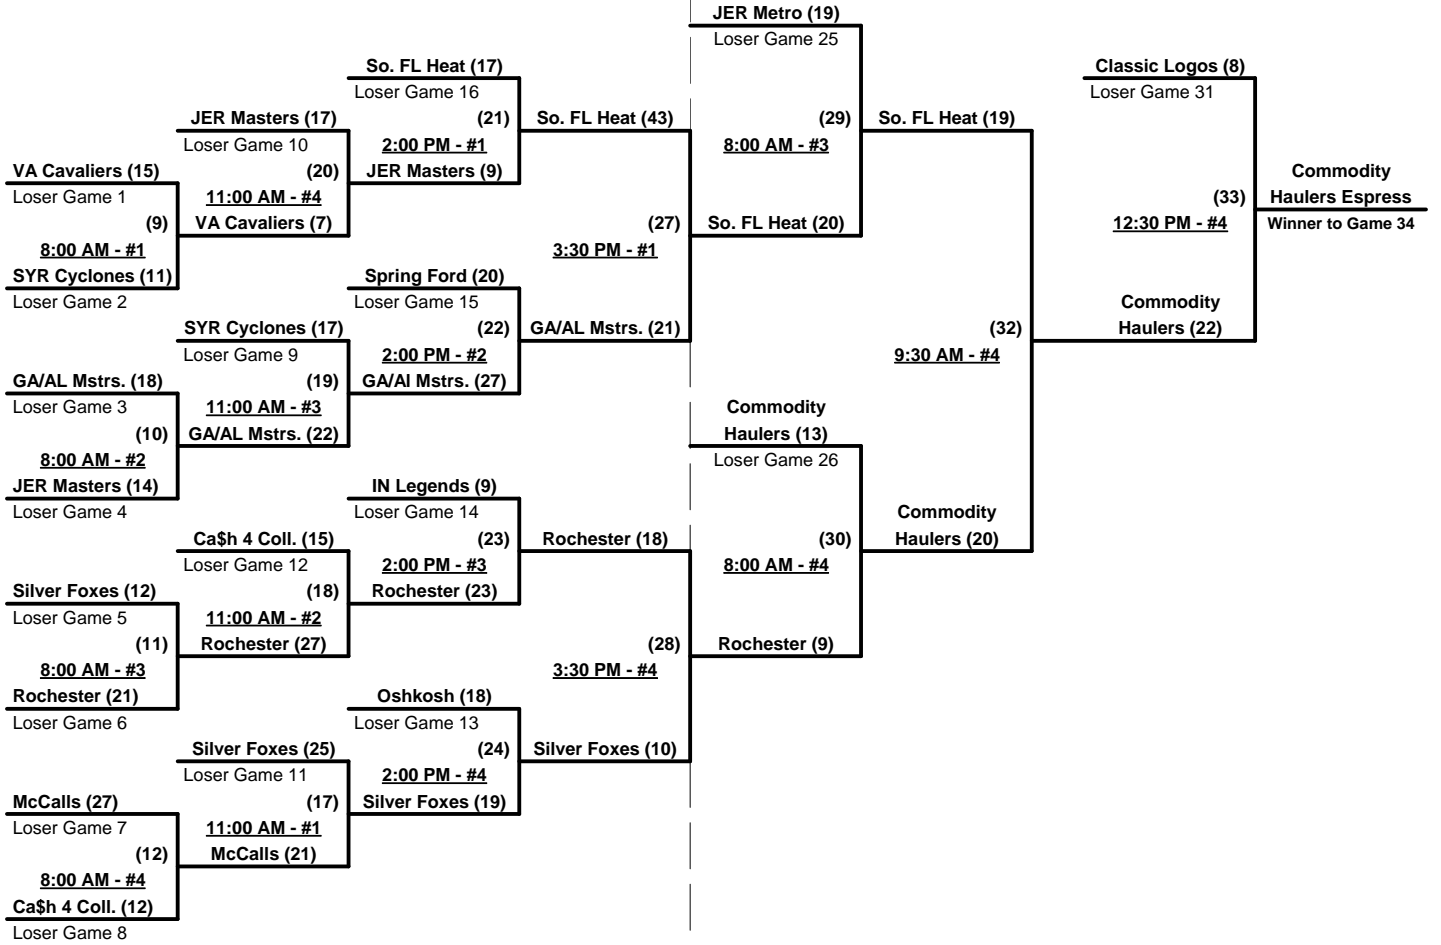 JER Metro (19)
Loser Game 25
So. FL Heat (17)
Loser Game 16
Classic Logos (8)
Loser Game 31
JER Masters (17)
Loser Game 10
(21)
2:00 PM - #1
So. FL Heat (43)
(29)
8:00 AM - #3
So. FL Heat (19)
VA Cavaliers (15)
Loser Game 1
(20)
11:00 AM - #4
JER Masters (9)
Commodity
Haulers Espress
Winner to Game 34
(33)
12:30 PM - #4
(9)
8:00 AM - #1
VA Cavaliers (7)
(27)
3:30 PM - #1
So. FL Heat (20)
SYR Cyclones (11)
Loser Game 2
Spring Ford (20)
Loser Game 15
SYR Cyclones (17)
Loser Game 9
(22)
2:00 PM - #2
GA/AL Mstrs. (21)
(32)
9:30 AM - #4
Commodity
Haulers (22)
GA/AL Mstrs. (18)
Loser Game 3
(19)
11:00 AM - #3
GA/Al Mstrs. (27)
(10)
8:00 AM - #2
GA/AL Mstrs. (22)
Commodity
Haulers (13)
Loser Game 26
JER Masters (14)
Loser Game 4
IN Legends (9)
Loser Game 14
Ca$h 4 Coll. (15)
Loser Game 12
(23)
2:00 PM - #3
Rochester (18)
(30)
8:00 AM - #4
Commodity
Haulers (20)
Silver Foxes (12)
Loser Game 5
(18)
11:00 AM - #2
Rochester (23)
(11)
8:00 AM - #3
Rochester (27)
(28)
3:30 PM - #4
Rochester (9)
Rochester (21)
Loser Game 6
Oshkosh (18)
Loser Game 13
Silver Foxes (25)
Loser Game 11
(24)
2:00 PM - #4
Silver Foxes (10)
McCalls (27)
Loser Game 7
(17)
11:00 AM - #1
Silver Foxes (19)
(12)
8:00 AM - #4
McCalls (21)
Ca$h 4 Coll. (12)
Loser Game 8